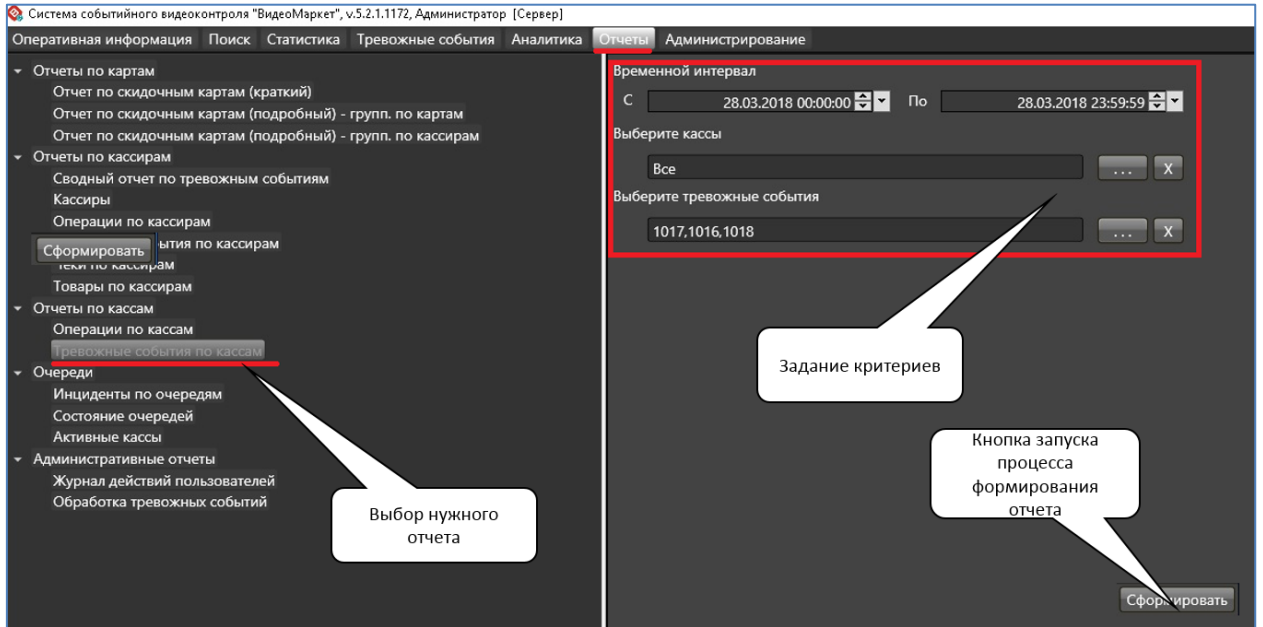 Система событийного видеоконтроля "ВидеоМаркет", v.5.2.1.1172, Администратор [Сервер]
Оперативная информация Поиск Статистика Тревожные события Аналитика Отчеты Администрирование
Отчеты по картам
Отчет по скидочным картам (краткий)
Отчет по скидочным картам (подробный) - групп. по картам
Отчет по скидочным картам (подробный) - групп. по кассирам
Отчеты по кассирам
Сводный отчет по тревожным событиям
Кассиры
Операции по кассирам
Сформировать
ытия по кассирам
по кассирам
Товары по кассирам
Отчеты по кассам
Операции по кассам
Тревожные события по кассам
Очереди
Инциденты по очередям
Состояние очередей
Активные кассы
Административные отчеты
Журнал действий пользователей
Обработка тревожных событий
Выбор нужного
отчета
Временной интервал
С 28.03.2018 00:00:00 По 28.03.2018 23:59:59
Выберите кассы
Все ... X
Выберите тревожные события
1017,1016,1018 ... X
Задание критериев
Кнопка запуска
процесса
формирования
отчета
Сформировать